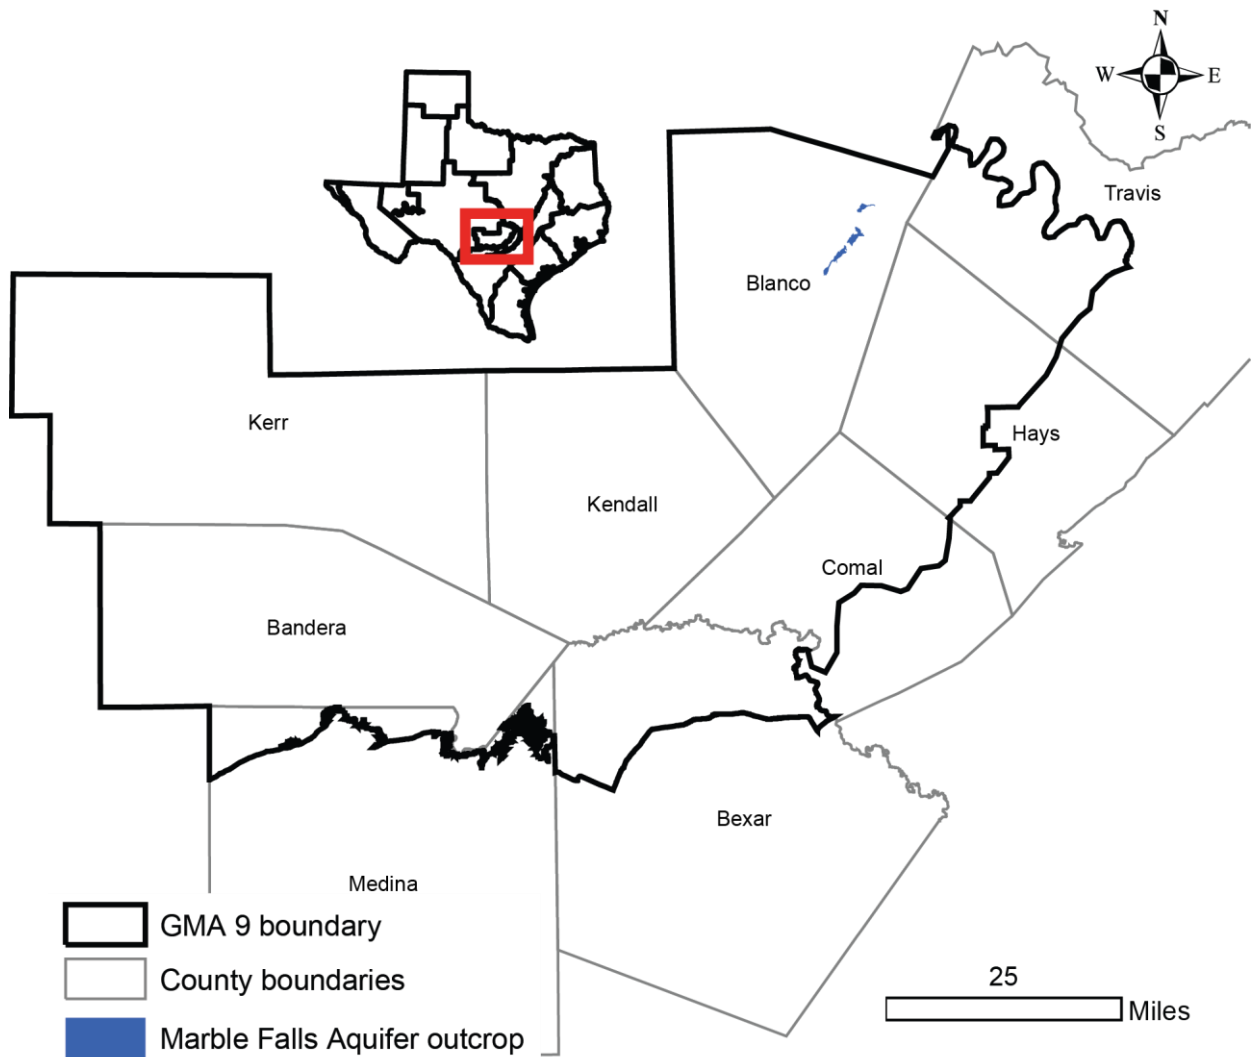 N
W E
S
Travis
Blanco
Kerr
Hays
Kendall
Comal
Bandera
Bexar
Medina
GMA 9 boundary
County boundaries
Marble Falls Aquifer outcrop
25
Miles